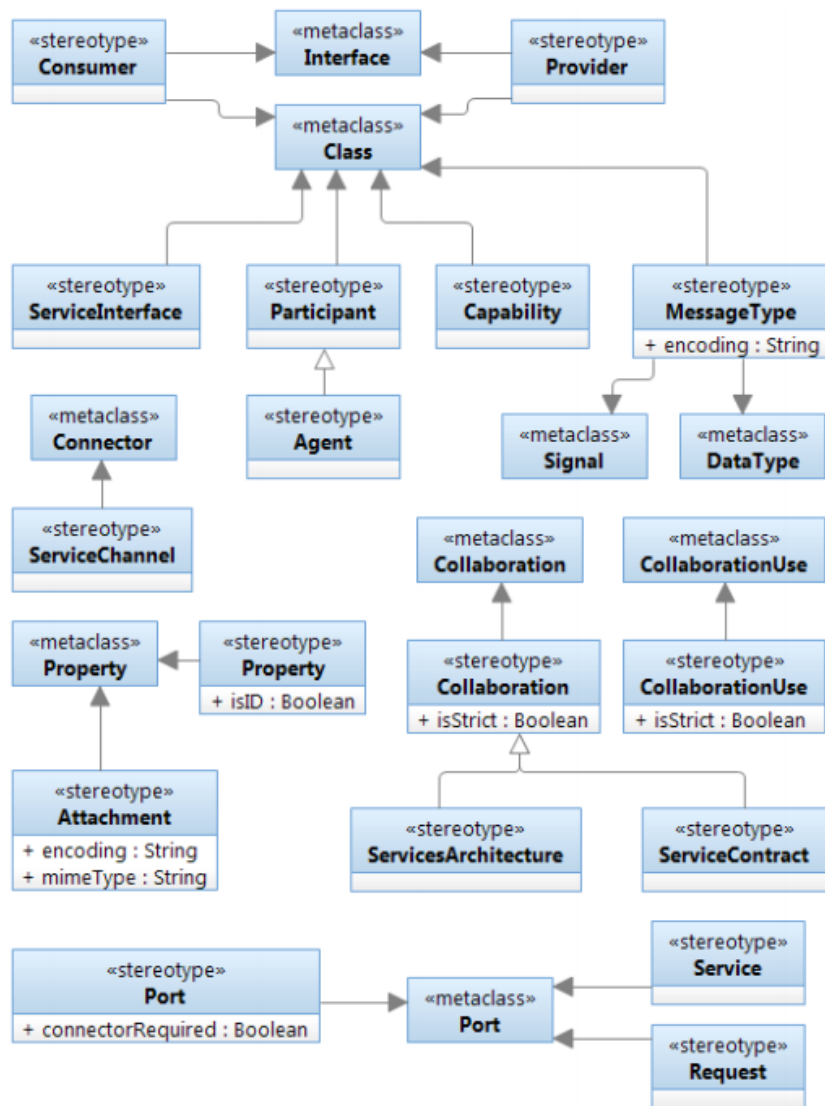 «stereotype»
Consumer
«metaclass»
Interface
«stereotype»
Provider
«metaclass»
Class
«stereotype»
ServiceInterface
«stereotype»
Participant
«stereotype»
Capability
«stereotype»
MessageType
+ encoding : String
«metaclass»
Connector
«stereotype»
Agent
«metaclass»
Signal
«metaclass»
DataType
«stereotype»
ServiceChannel
«metaclass»
Collaboration
«metaclass»
CollaborationUse
«metaclass»
Property
«stereotype»
Property
+ isID : Boolean
«stereotype»
Collaboration
+ isStrict : Boolean
«stereotype»
CollaborationUse
+ isStrict : Boolean
«stereotype»
Attachment
+ encoding : String
+ mimeType : String
«stereotype»
ServicesArchitecture
«stereotype»
ServiceContract
«stereotype»
Port
+ connectorRequired : Boolean
«metaclass»
Port
«stereotype»
Service
«stereotype»
Request